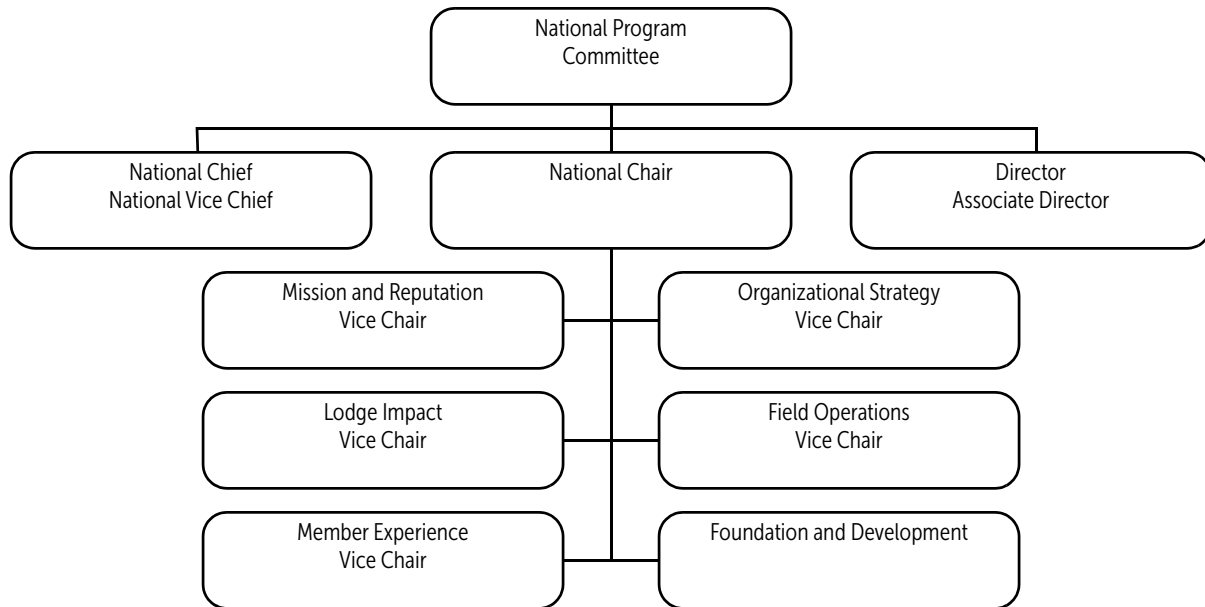 National Program
Committee
National Chief
National Vice Chief
National Chair
Director
Associate Director
Mission and Reputation
Vice Chair
Organizational Strategy
Vice Chair
Lodge Impact
Vice Chair
Field Operations
Vice Chair
Member Experience
Vice Chair
Foundation and Development